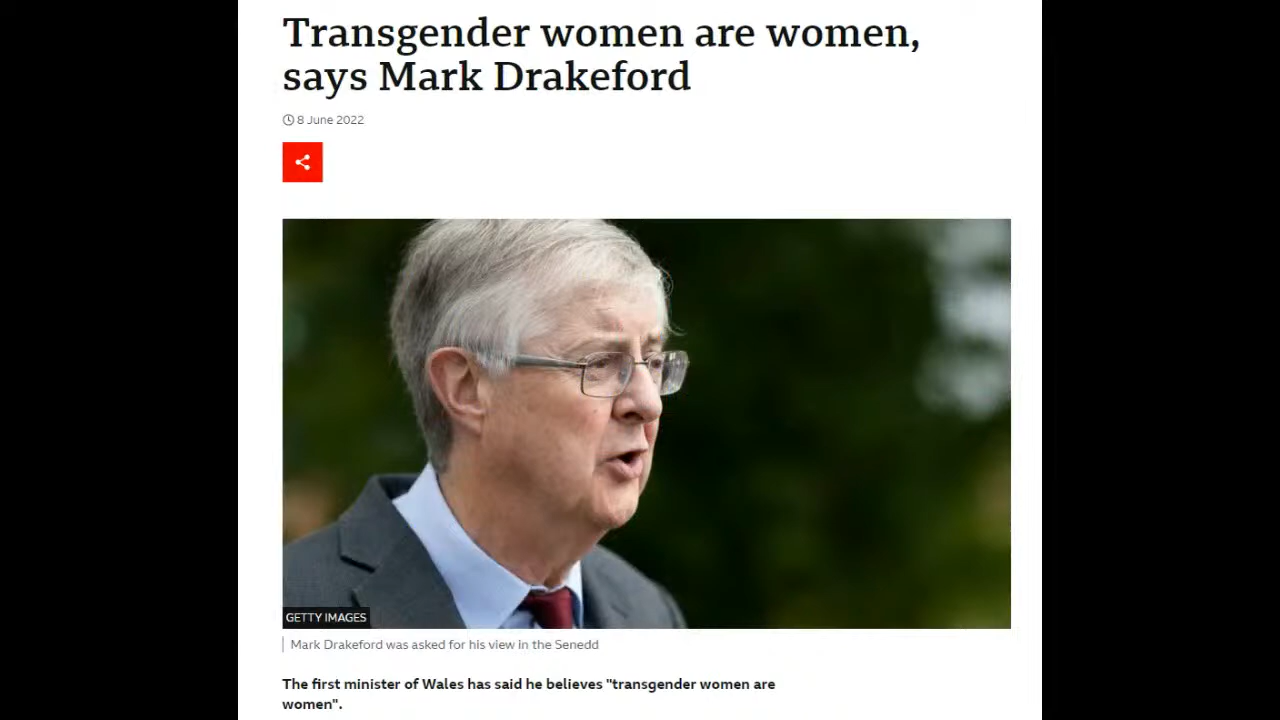 Transgender women are women,
says Mark Drakeford
8 June 2022
GETTY IMAGES
Mark Drakeford was asked for his view in the Senedd
The first minister of Wales has said he believes "transgender women are
women".